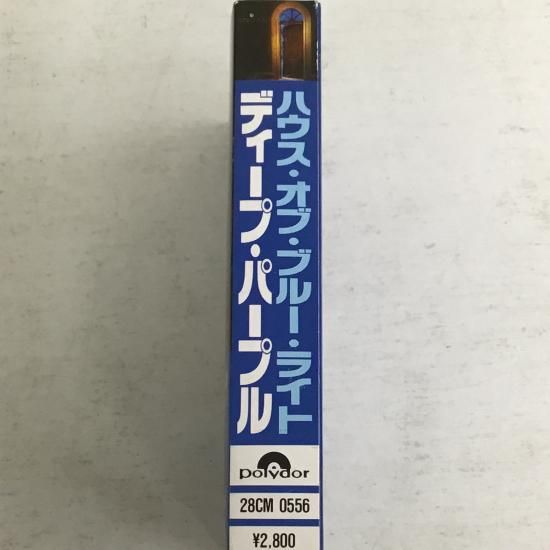 ハウス・オブ・ブルー・ライト
ディープ・パープル
polydor
28CM 0556
¥2,800